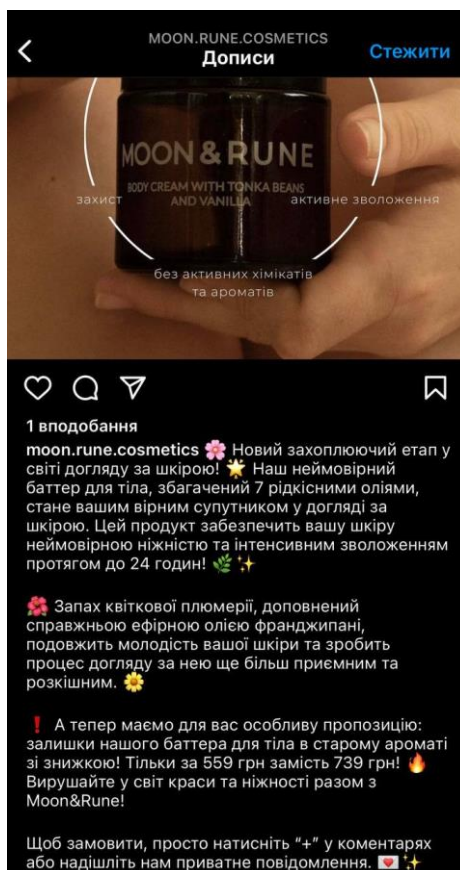 MOON.RUNE.COSMETICS
Дописи
Стежити
MOON & RUNE
BODY CREAM WITH TONKA BEANS
AND VANILLA
захист
активне зволоження
без активних хімікатів
та ароматів
1 вподобання
moon.rune.cosmetics 🌸 Новий захоплюючий етап у
світі догляду за шкірою! 🌟 Наш неймовірний
баттер для тіла, збагачений 7 рідкісними оліями,
стане вашим вірним супутником у догляді за
шкірою. Цей продукт забезпечить вашу шкіру
неймовірною ніжністю та інтенсивним зволоженням
протягом до 24 годин! 🌿✨
🌺 Запах квіткової плюмерії, доповнений
справжньою ефірною олією франджипані,
подовжить молодість вашої шкіри та зробить
процес догляду за нею ще більш приємним та
розкішним. 🌼
❗ А тепер маємо для вас особливу пропозицію:
залишки нашого баттера для тіла в старому ароматі
зі знижкою! Тільки за 559 грн замість 739 грн! 🔥
Вирушайте у світ краси та ніжності разом з
Moon&Rune!
Щоб замовити, просто натисніть “+” у коментарях
або надішліть нам приватне повідомлення. 💌✨